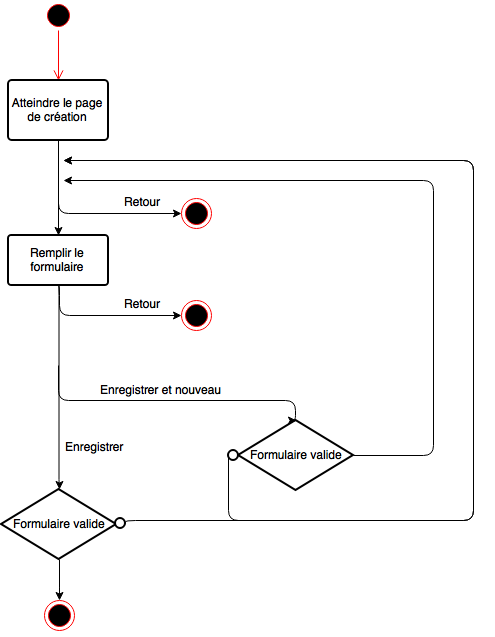 Atteindre le page
de création
Retour
Remplir le
formulaire
Retour
Enregistrer et nouveau
Enregistrer
Formulaire valide
Formulaire valide